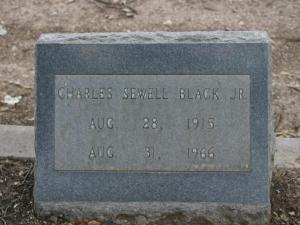 CHARLES SEWELL BLACK JR.
AUG. 28, 1915
AUG. 31, 1966